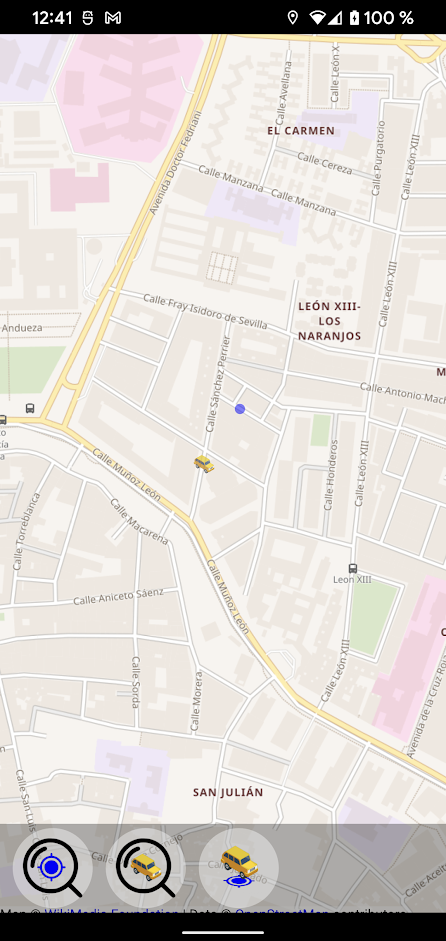 12:41 100 %
Calle León X
Calle Avellana
EL CARMEN
Calle Purgatorio
Calle León XIII
Avenida Doctor Fedriani
Calle Cereza
Calle Manzana
Calle Manzana
Calle León XIII
Calle Fray Isidoro de Sevilla
LEÓN XIII-
LOS
NARANJOS
Andueza
Calle Sánchez Perrier
M
Calle Antonio Mach
Calle Honderos
Calle León XIII
Calle Muñoz León
Calle Torreblanca
Calle Macarena
Calle Muñoz León
Leon XIII
Calle Aniceto Sáenz
Calle Sorda
Calle Morera
Calle León XIII
Avenida de la Cruz Roja
Calle San Luis
SAN JULIÁN
Calle
Map © WikiMedia Foundation | Data © OpenStreetMap contributors